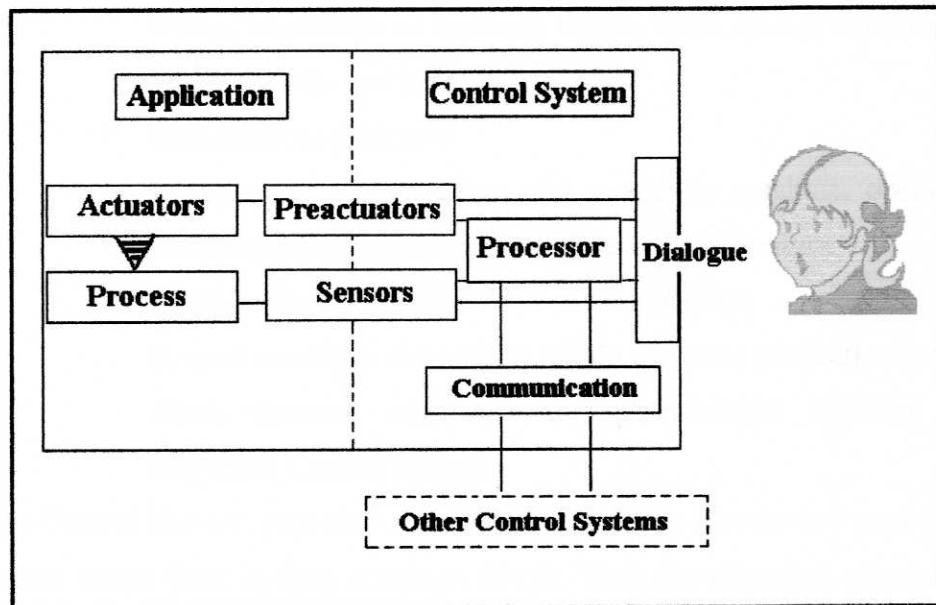 Application
Control System
Actuators
Preactuators
Processor
Dialogue
Process
Sensors
Communication
Other Control Systems